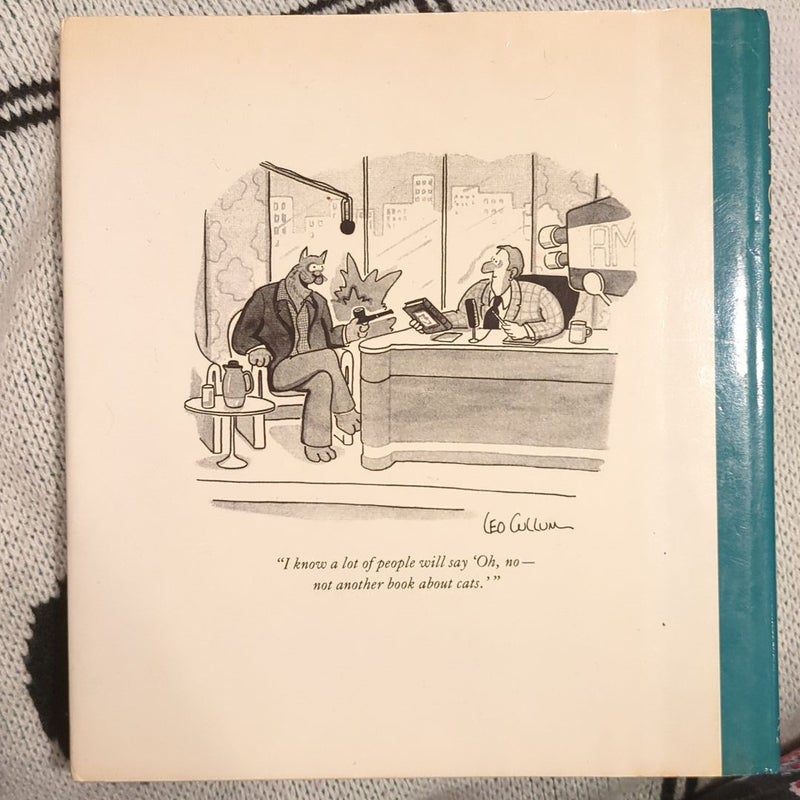 AM
LEO CULLUM
“I know a lot of people will say ‘Oh, no—
not another book about cats.’”